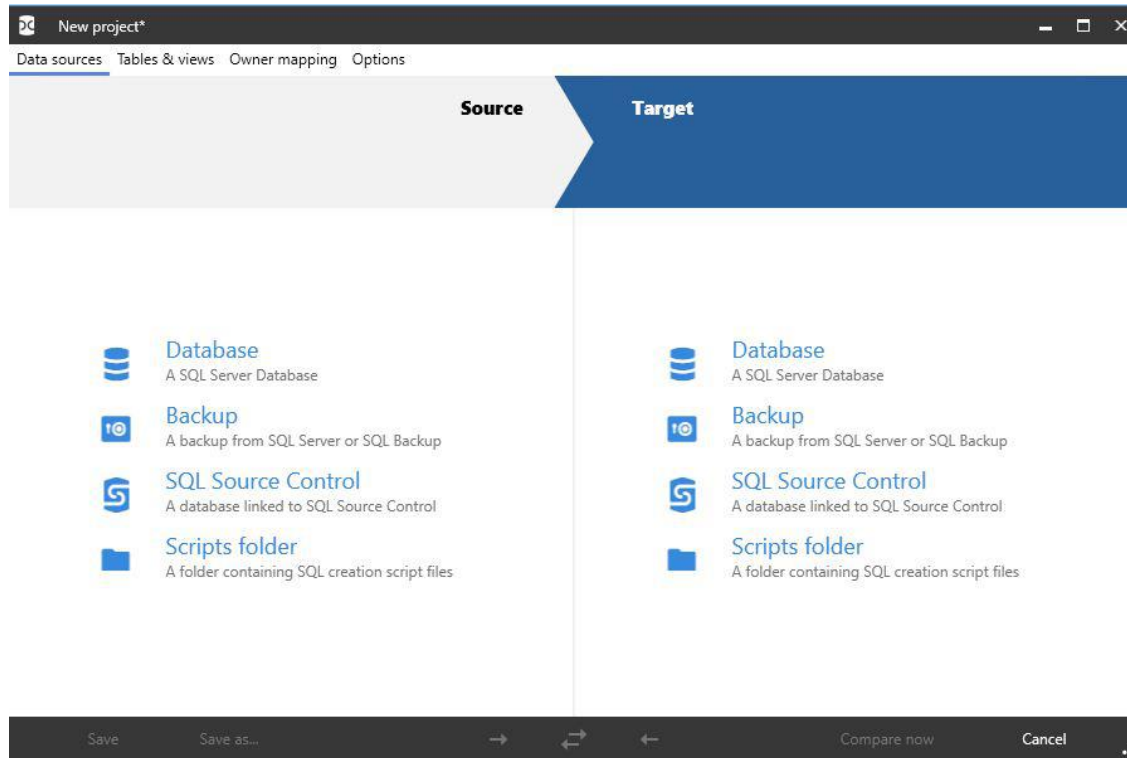 New project*
Data sources Tables & views Owner mapping Options
Source Target
Database
A SQL Server Database
Backup
A backup from SQL Server or SQL Backup
SQL Source Control
A database linked to SQL Source Control
Scripts folder
A folder containing SQL creation script files
Database
A SQL Server Database
Backup
A backup from SQL Server or SQL Backup
SQL Source Control
A database linked to SQL Source Control
Scripts folder
A folder containing SQL creation script files
Save Save as... Compare now Cancel